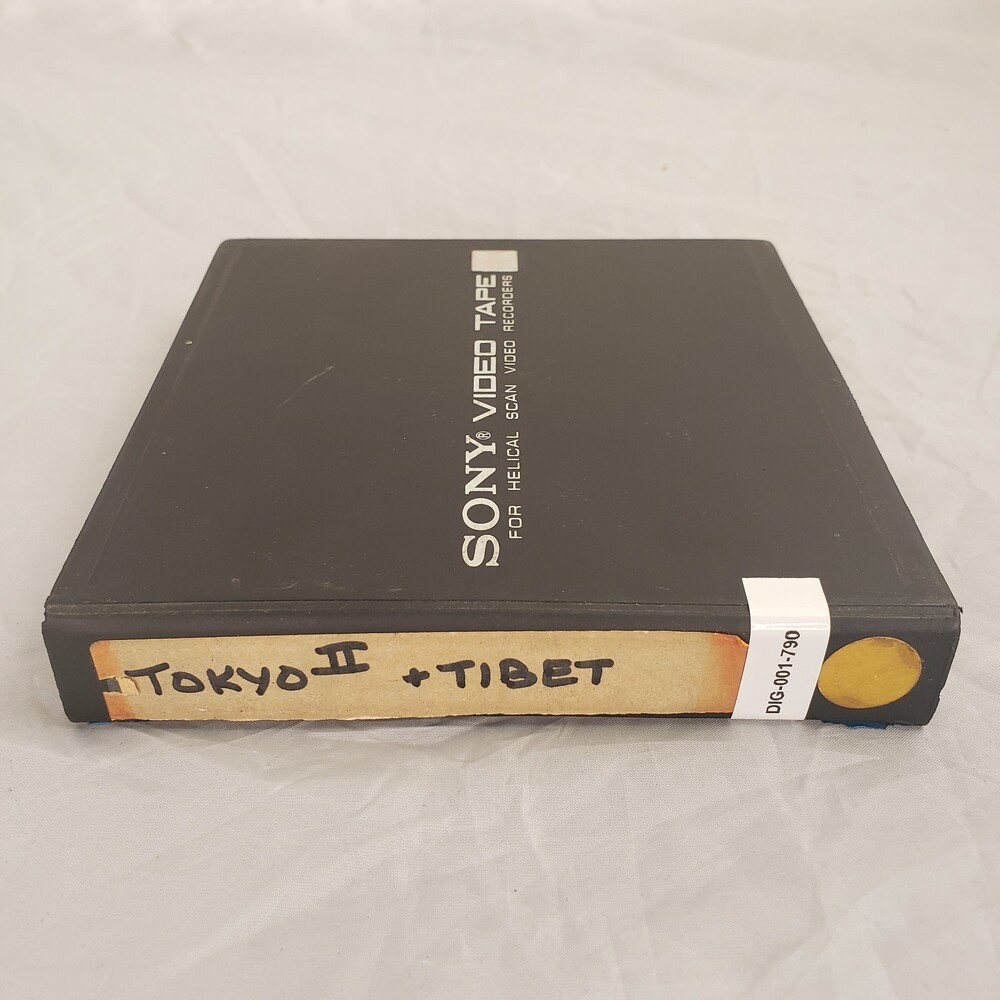 SONY® VIDEO TAPE
FOR HELICAL SCAN VIDEO RECORDERS
TOKYO II + TIBET
DIG-001-790